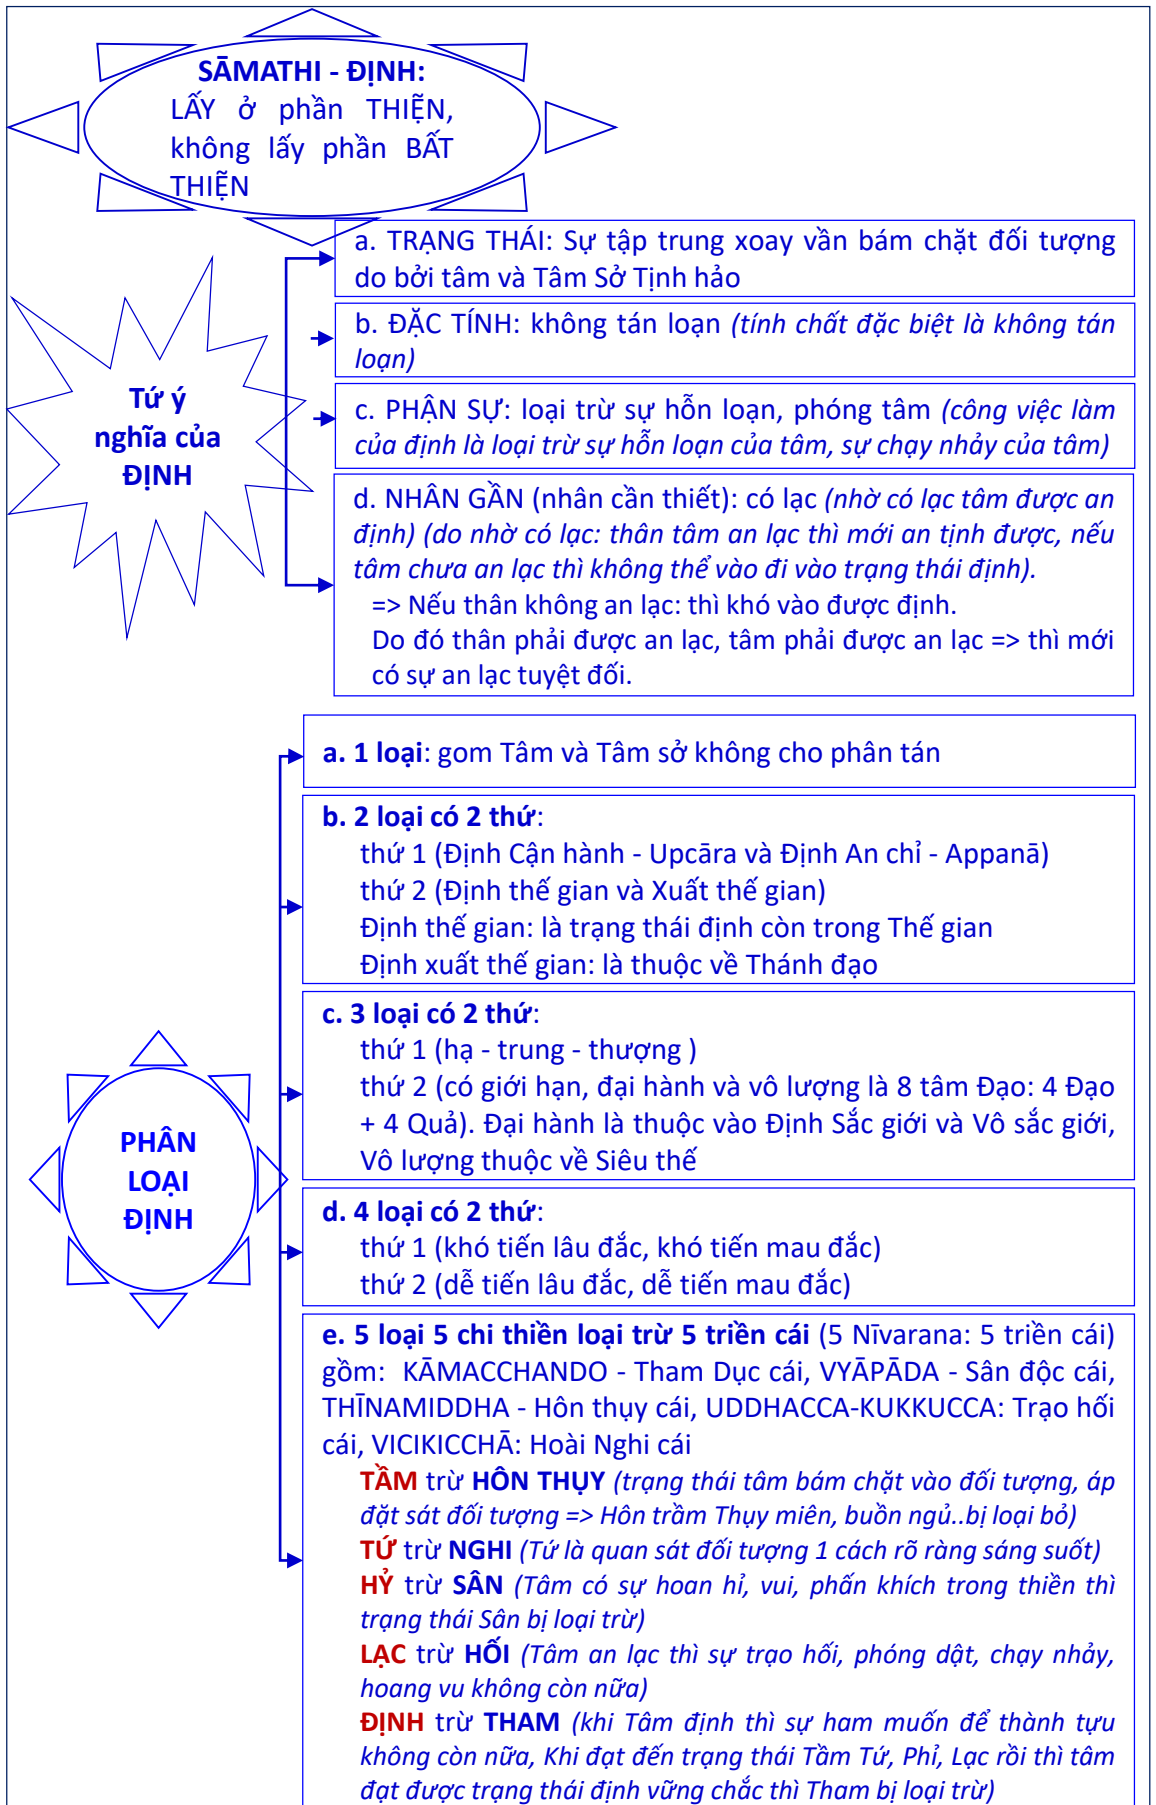 SĀMATHI - ĐỊNH:
LẤY ở phần THIỆN,
không lấy phần BẤT
THIỆN
a. TRẠNG THÁI: Sự tập trung xoay vần bám chặt đối tượng
do bởi tâm và Tâm Sở Tịnh hảo
b. ĐẶC TÍNH: không tán loạn (tính chất đặc biệt là không tán
loạn)
Tứ ý
nghĩa của
ĐỊNH
c. PHẬN SỰ: loại trừ sự hỗn loạn, phóng tâm (công việc làm
của định là loại trừ sự hỗn loạn của tâm, sự chạy nhảy của tâm)
d. NHÂN GẦN (nhân cần thiết): có lạc (nhờ có lạc tâm được an
định) (do nhờ có lạc: thân tâm an lạc thì mới an tịnh được, nếu
tâm chưa an lạc thì không thể vào đi vào trạng thái định).
=> Nếu thân không an lạc: thì khó vào được định.
Do đó thân phải được an lạc, tâm phải được an lạc => thì mới
có sự an lạc tuyệt đối.
a. 1 loại: gom Tâm và Tâm sở không cho phân tán
b. 2 loại có 2 thứ:
thứ 1 (Định Cận hành - Upcāra và Định An chỉ - Appanā)
thứ 2 (Định thế gian và Xuất thế gian)
Định thế gian: là trạng thái định còn trong Thế gian
Định xuất thế gian: là thuộc về Thánh đạo
c. 3 loại có 2 thứ:
thứ 1 (hạ - trung - thượng )
thứ 2 (có giới hạn, đại hành và vô lượng là 8 tâm Đạo: 4 Đạo
+ 4 Quả). Đại hành là thuộc vào Định Sắc giới và Vô sắc giới,
Vô lượng thuộc về Siêu thế
PHÂN
LOẠI
ĐỊNH
d. 4 loại có 2 thứ:
thứ 1 (khó tiến lâu đắc, khó tiến mau đắc)
thứ 2 (dễ tiến lâu đắc, dễ tiến mau đắc)
e. 5 loại 5 chi thiền loại trừ 5 triền cái (5 Nīvarana: 5 triền cái)
gồm: KĀMACCHANDO - Tham Dục cái, VYĀPĀDA - Sân độc cái,
THĪNAMIDDHA - Hôn thụy cái, UDDHACCA-KUKKUCCA: Trạo hối
cái, VICIKICCHĀ: Hoài Nghi cái
TẦM trừ HÔN THỤY (trạng thái tâm bám chặt vào đối tượng, áp
đặt sát đối tượng => Hôn trầm Thụy miên, buồn ngủ..bị loại bỏ)
TỨ trừ NGHI (Tứ là quan sát đối tượng 1 cách rõ ràng sáng suốt)
HỶ trừ SÂN (Tâm có sự hoan hỉ, vui, phấn khích trong thiền thì
trạng thái Sân bị loại trừ)
LẠC trừ HỐI (Tâm an lạc thì sự trạo hối, phóng dật, chạy nhảy,
hoang vu không còn nữa)
ĐỊNH trừ THAM (khi Tâm định thì sự ham muốn để thành tựu
không còn nữa, Khi đạt đến trạng thái Tầm Tứ, Phỉ, Lạc rồi thì tâm
đạt được trạng thái định vững chắc thì Tham bị loại trừ)